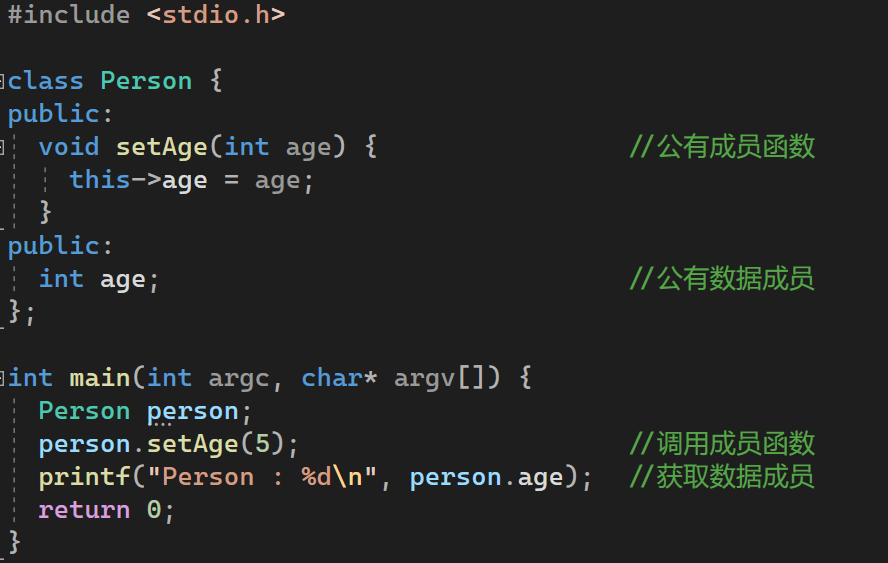 #include <stdio.h>
class Person {
public:
void setAge(int age) { //公有成员函数
this->age = age;
}
public:
int age; //公有数据成员
};
int main(int argc, char* argv[]) {
Person person;
person.setAge(5); //调用成员函数
printf("Person : %d\n", person.age); //获取数据成员
return 0;
}